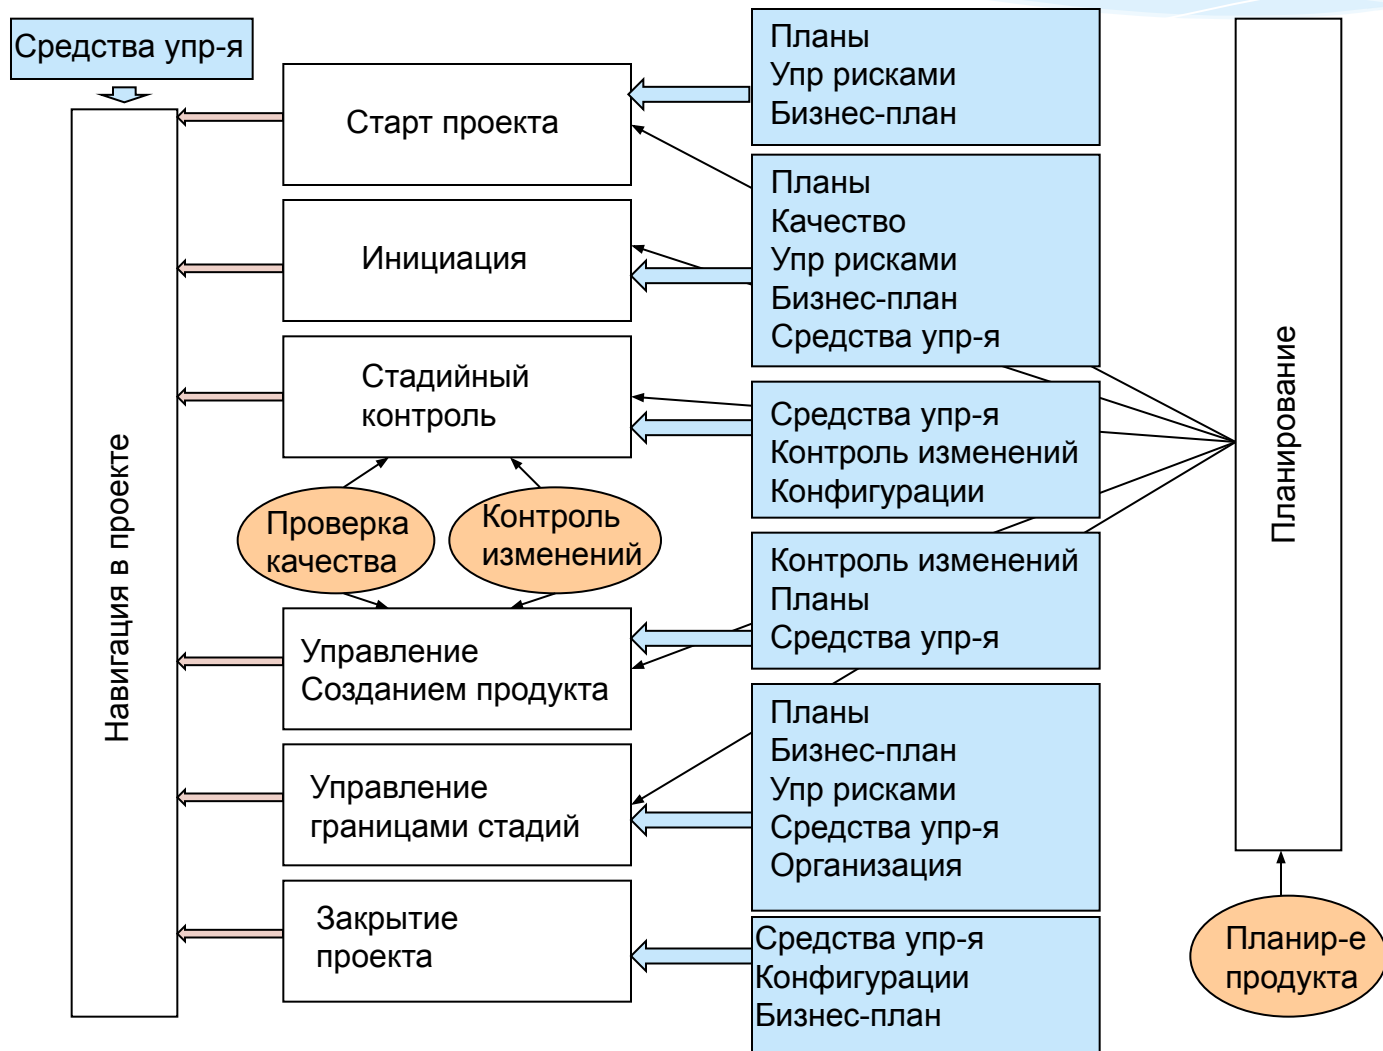 Средства упр-я
Навигация в проекте
Старт проекта
Планы
Упр рисками
Бизнес-план
Инициация
Планы
Качество
Упр рисками
Бизнес-план
Средства упр-я
Стадийный
контроль
Средства упр-я
Контроль изменений
Конфигурации
Проверка
качества
Контроль
изменений
Управление
Созданием продукта
Контроль изменений
Планы
Средства упр-я
Управление
границами стадий
Планы
Бизнес-план
Упр рисками
Средства упр-я
Организация
Закрытие
проекта
Средства упр-я
Конфигурации
Бизнес-план
Планирование
Планир-е
продукта